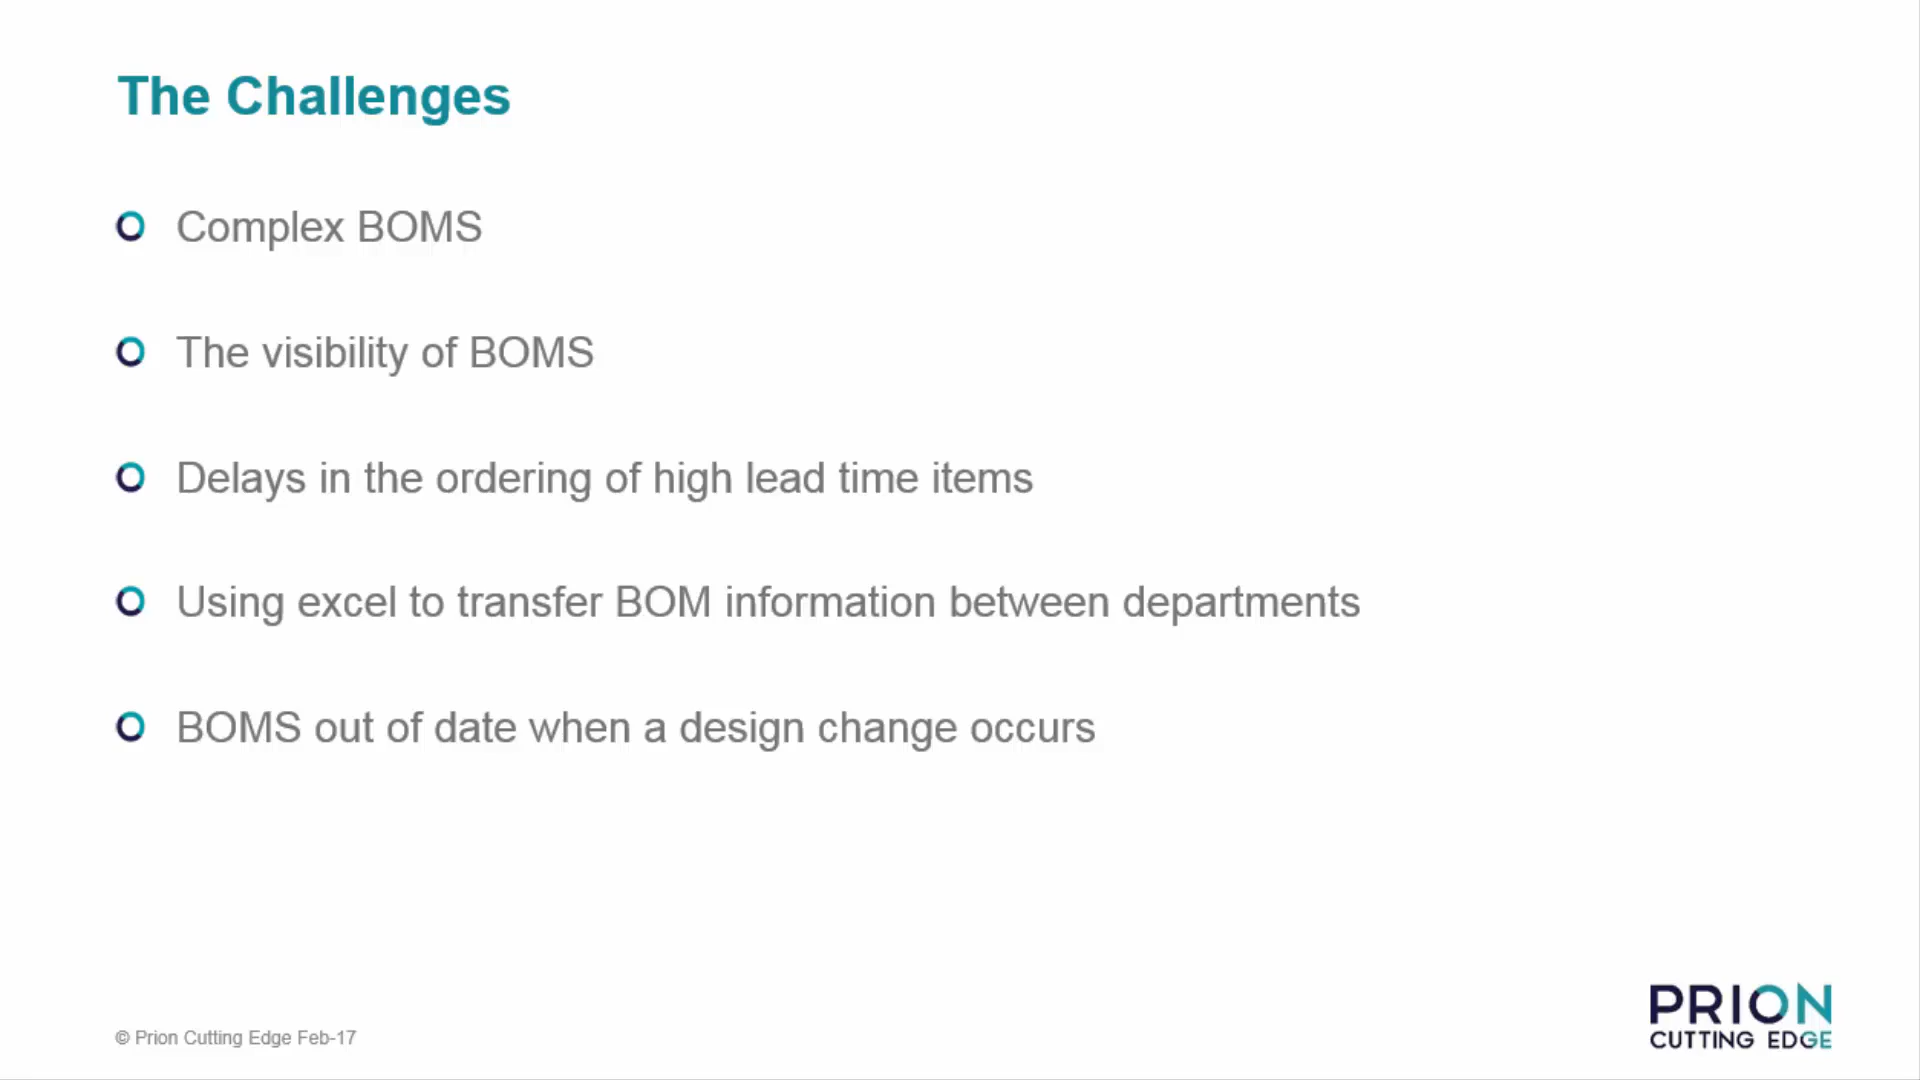 The Challenges
Complex BOMS
The visibility of BOMS
Delays in the ordering of high lead time items
Using excel to transfer BOM information between departments
BOMS out of date when a design change occurs
© Prion Cutting Edge Feb-17
PRION
CUTTING EDGE